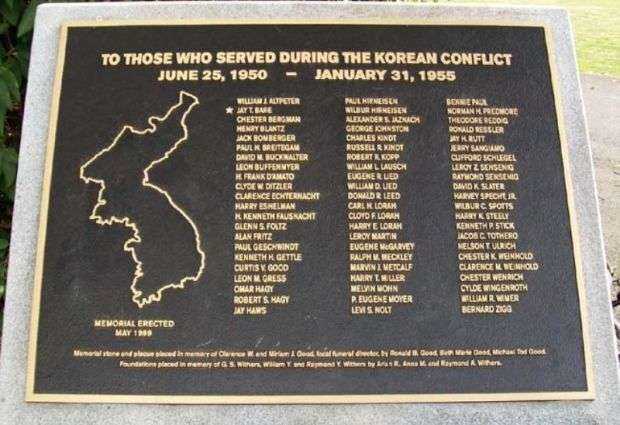 TO THOSE WHO SERVED DURING THE KOREAN CONFLICT
JUNE 25, 1950 – JANUARY 31, 1955
WILLIAM J. ALTPETER
★ JAY T. BARE
CHESTER BERGMAN
HENRY BLANTZ
JACK BOMBERGER
PAUL H. BREITEGAM
DAVID M. BUCKWALTER
LEON BUFFENMYER
H. FRANK D'AMATO
CLYDE W. DITZLER
CLARENCE ECHTERNACHT
HARRY ESHELMAN
H. KENNETH FAUSNACHT
GLENN S. FOLTZ
ALAN FRITZ
PAUL GESCHWINDT
KENNETH H. GETTLE
CURTIS V. GOOD
LEON M. GRESS
OMAR HAGY
ROBERT S. HAGY
JAY HAWS
PAUL HIRNEISEN
WILBUR HIRNEISEN
ALEXANDER S. JAZNACH
GEORGE JOHNSTON
CHARLES KINDT
RUSSELL R. KINDT
ROBERT R. KOPP
WILLIAM L. LAUSCH
EUGENE R. LIED
WILLIAM D. LIED
DONALD R. LEED
CARL H. LORAH
CLOYD F. LORAH
HARRY E. LORAH
LEROY MARTIN
EUGENE McGARVEY
RALPH M. MECKLEY
MARVIN J. METCALF
HARRY T. MILLER
MELVIN MOHN
P. EUGENE MOYER
LEVI S. NOLT
BENNIE PAUL
NORMAN H. PREDMORE
THEODORE REDDIG
RONALD RESSLER
JAY H. RUTT
JERRY SANGIAMO
CLIFFORD SCHLEGEL
LEROY Z. SENSENIG
RAYMOND SENSENIG
DAVID K. SLATER
HARVEY SPECHT, JR.
WILBUR C. SPOTTS
HARRY K. STEELY
KENNETH P. STICK
JACOB C. TOTHERO
NELSON T. ULRICH
CHESTER K. WEINHOLD
CLARENCE M. WEINHOLD
CHESTER WENRICH
CLYDE WINGENROTH
WILLIAM R. WIMER
BERNARD ZIGG
MEMORIAL ERECTED
MAY 1999
Memorial stone and plaque placed in memory of Clarence W. and Miriam J. Good, local funeral director, by Ronald B. Good, Beth Marie Good, Michael Tod Good.
Foundations placed in memory of G. S. Withers, William Y. and Raymond Y. Withers by Arlan R., Anna M. and Raymond A. Withers.